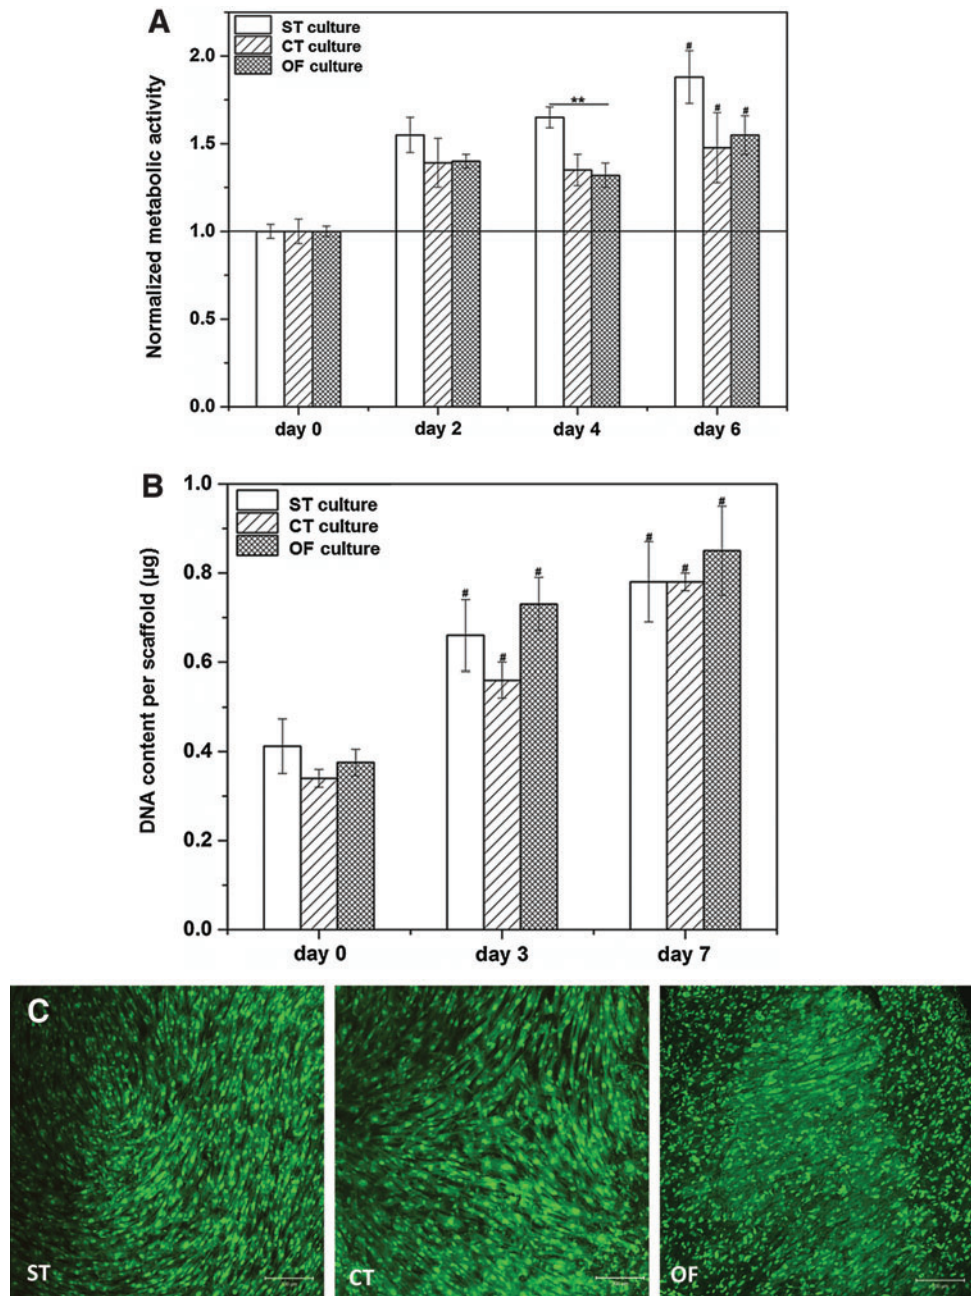 A
ST culture
CT culture
OF culture
Normalized metabolic activity
2.0
1.5
1.0
0.5
0.0
#
#
#
**
day 0
day 2
day 4
day 6
B
ST culture
CT culture
OF culture
DNA content per scaffold (µg)
1.0
0.8
0.6
0.4
0.2
0.0
#
#
#
#
#
#
day 0
day 3
day 7
C
ST
CT
OF